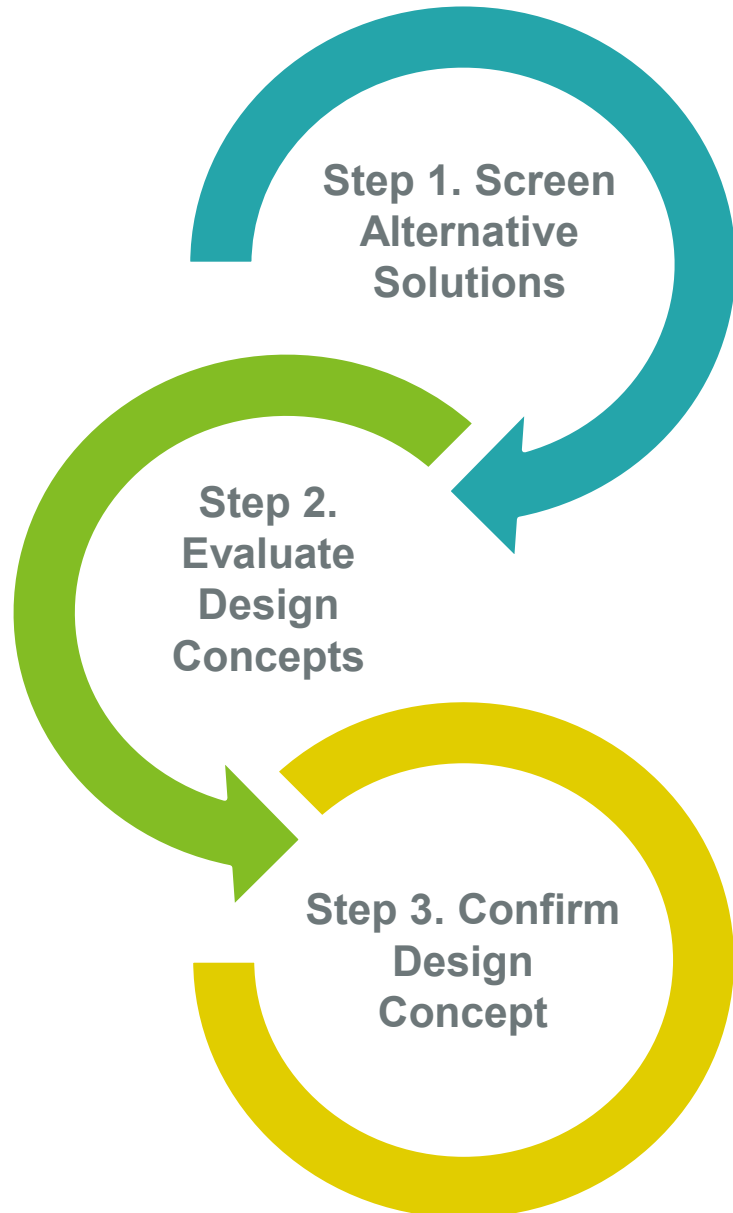 Step 1. Screen
Alternative
Solutions
Step 2.
Evaluate
Design
Concepts
Step 3. Confirm
Design
Concept